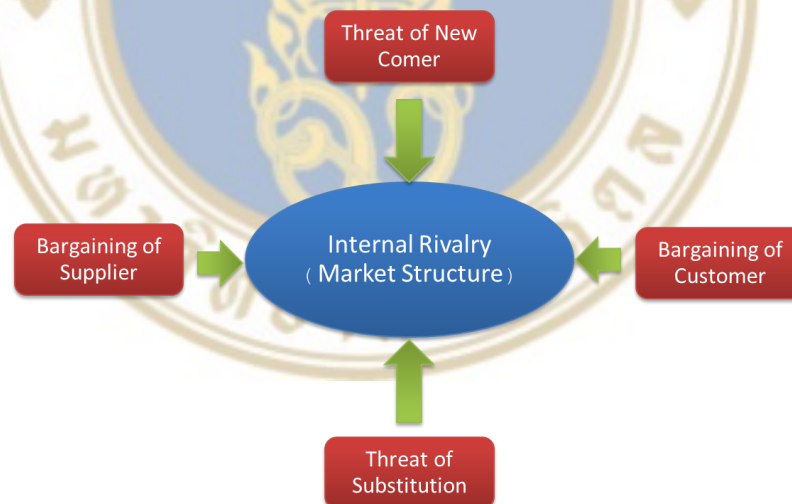 Threat of New
Comer
Internal Rivalry
( Market Structure )
Bargaining of
Supplier
Bargaining of
Customer
Threat of
Substitution